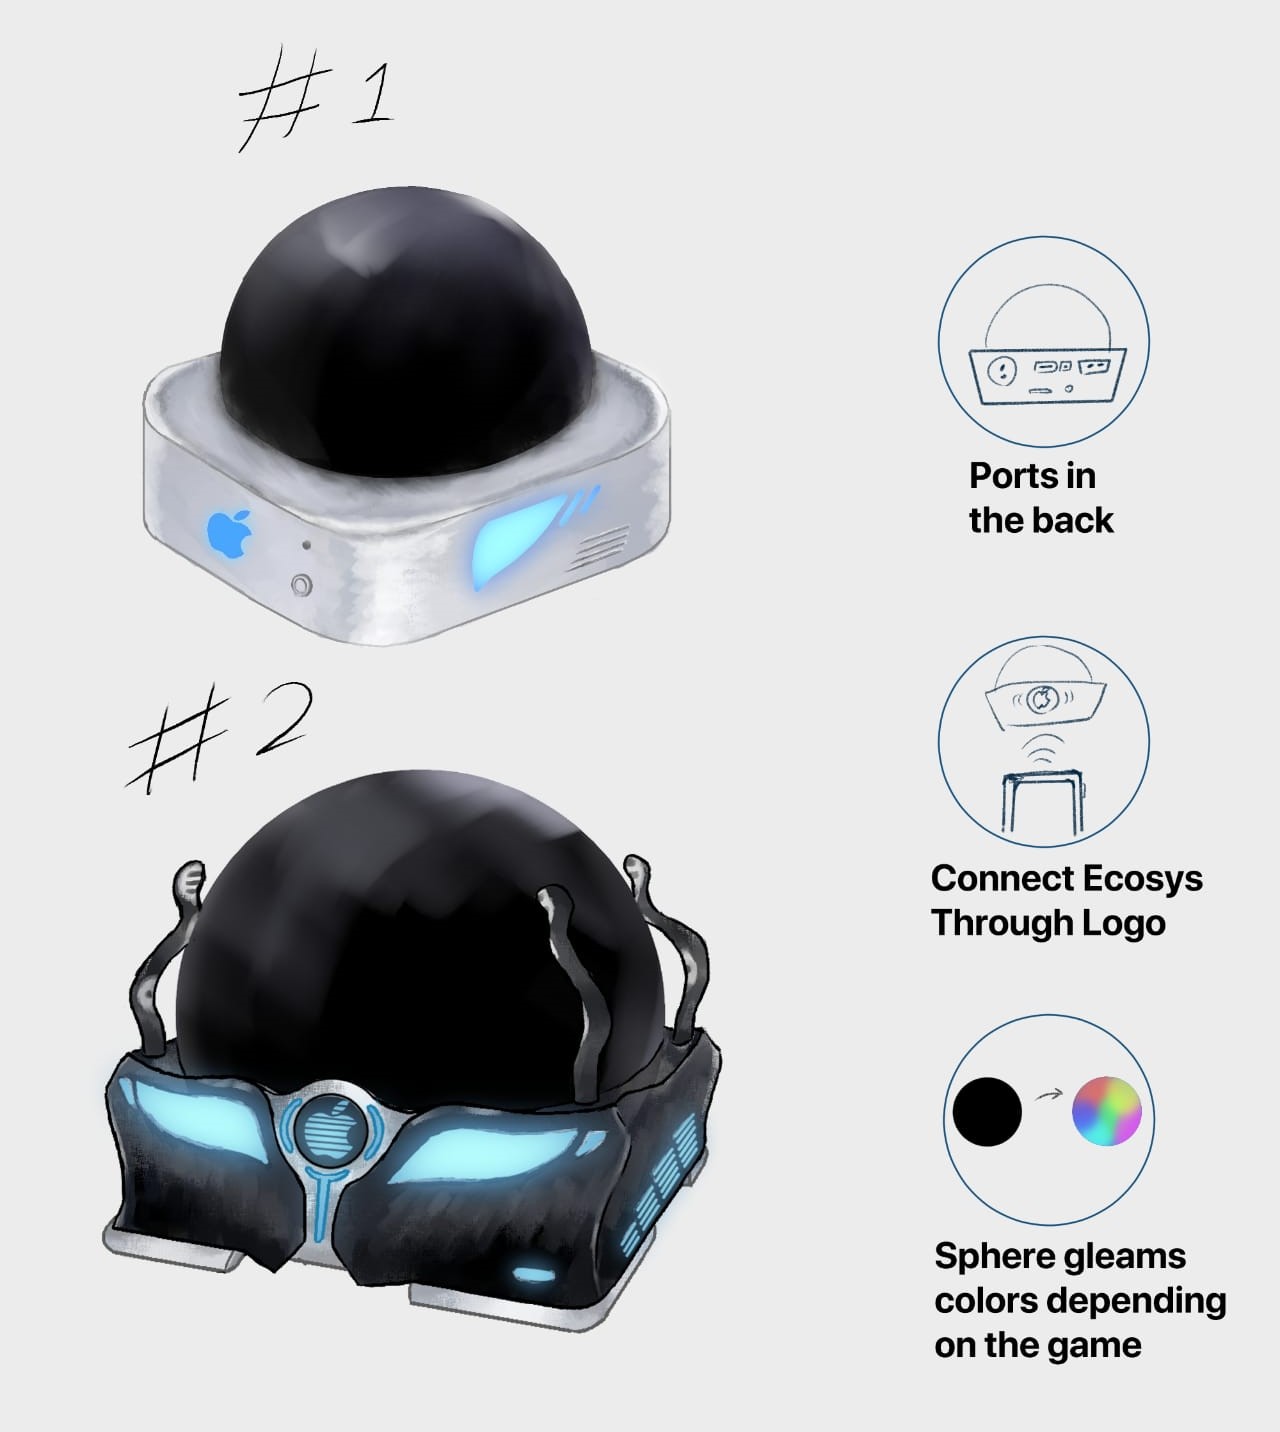 # 1
Ports in
the back
# 2
Connect Ecosys
Through Logo
Sphere gleams
colors depending
on the game